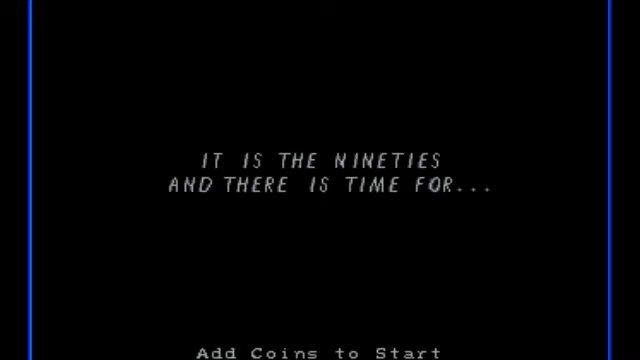 IT IS THE NINETIES
AND THERE IS TIME FOR...
Add Coins to Start